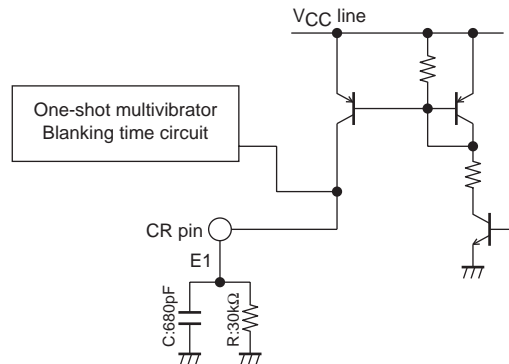 VCC line
One-shot multivibrator
Blanking time circuit
CR pin
E1
C:680pF
R:30kΩ